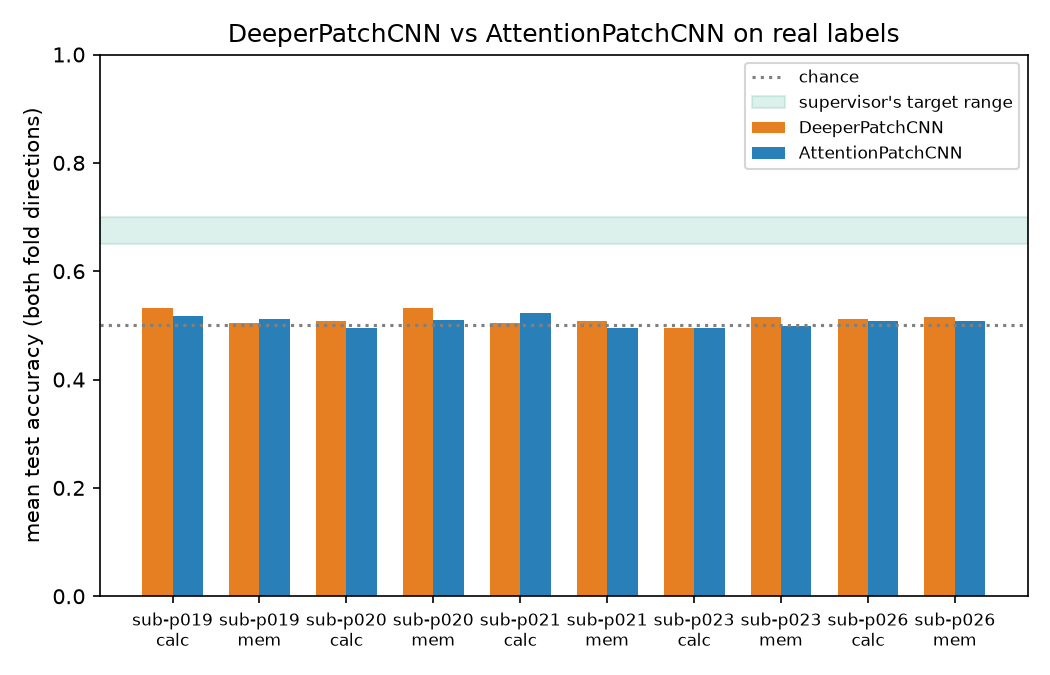 DeeperPatchCNN vs AttentionPatchCNN on real labels
mean test accuracy (both fold directions)
1.0
0.8
0.6
0.4
0.2
0.0
chance
supervisor's target range
DeeperPatchCNN
AttentionPatchCNN
sub-p019 sub-p019 sub-p020 sub-p020 sub-p021 sub-p021 sub-p023 sub-p023 sub-p026 sub-p026
calc mem calc mem calc mem calc mem calc mem